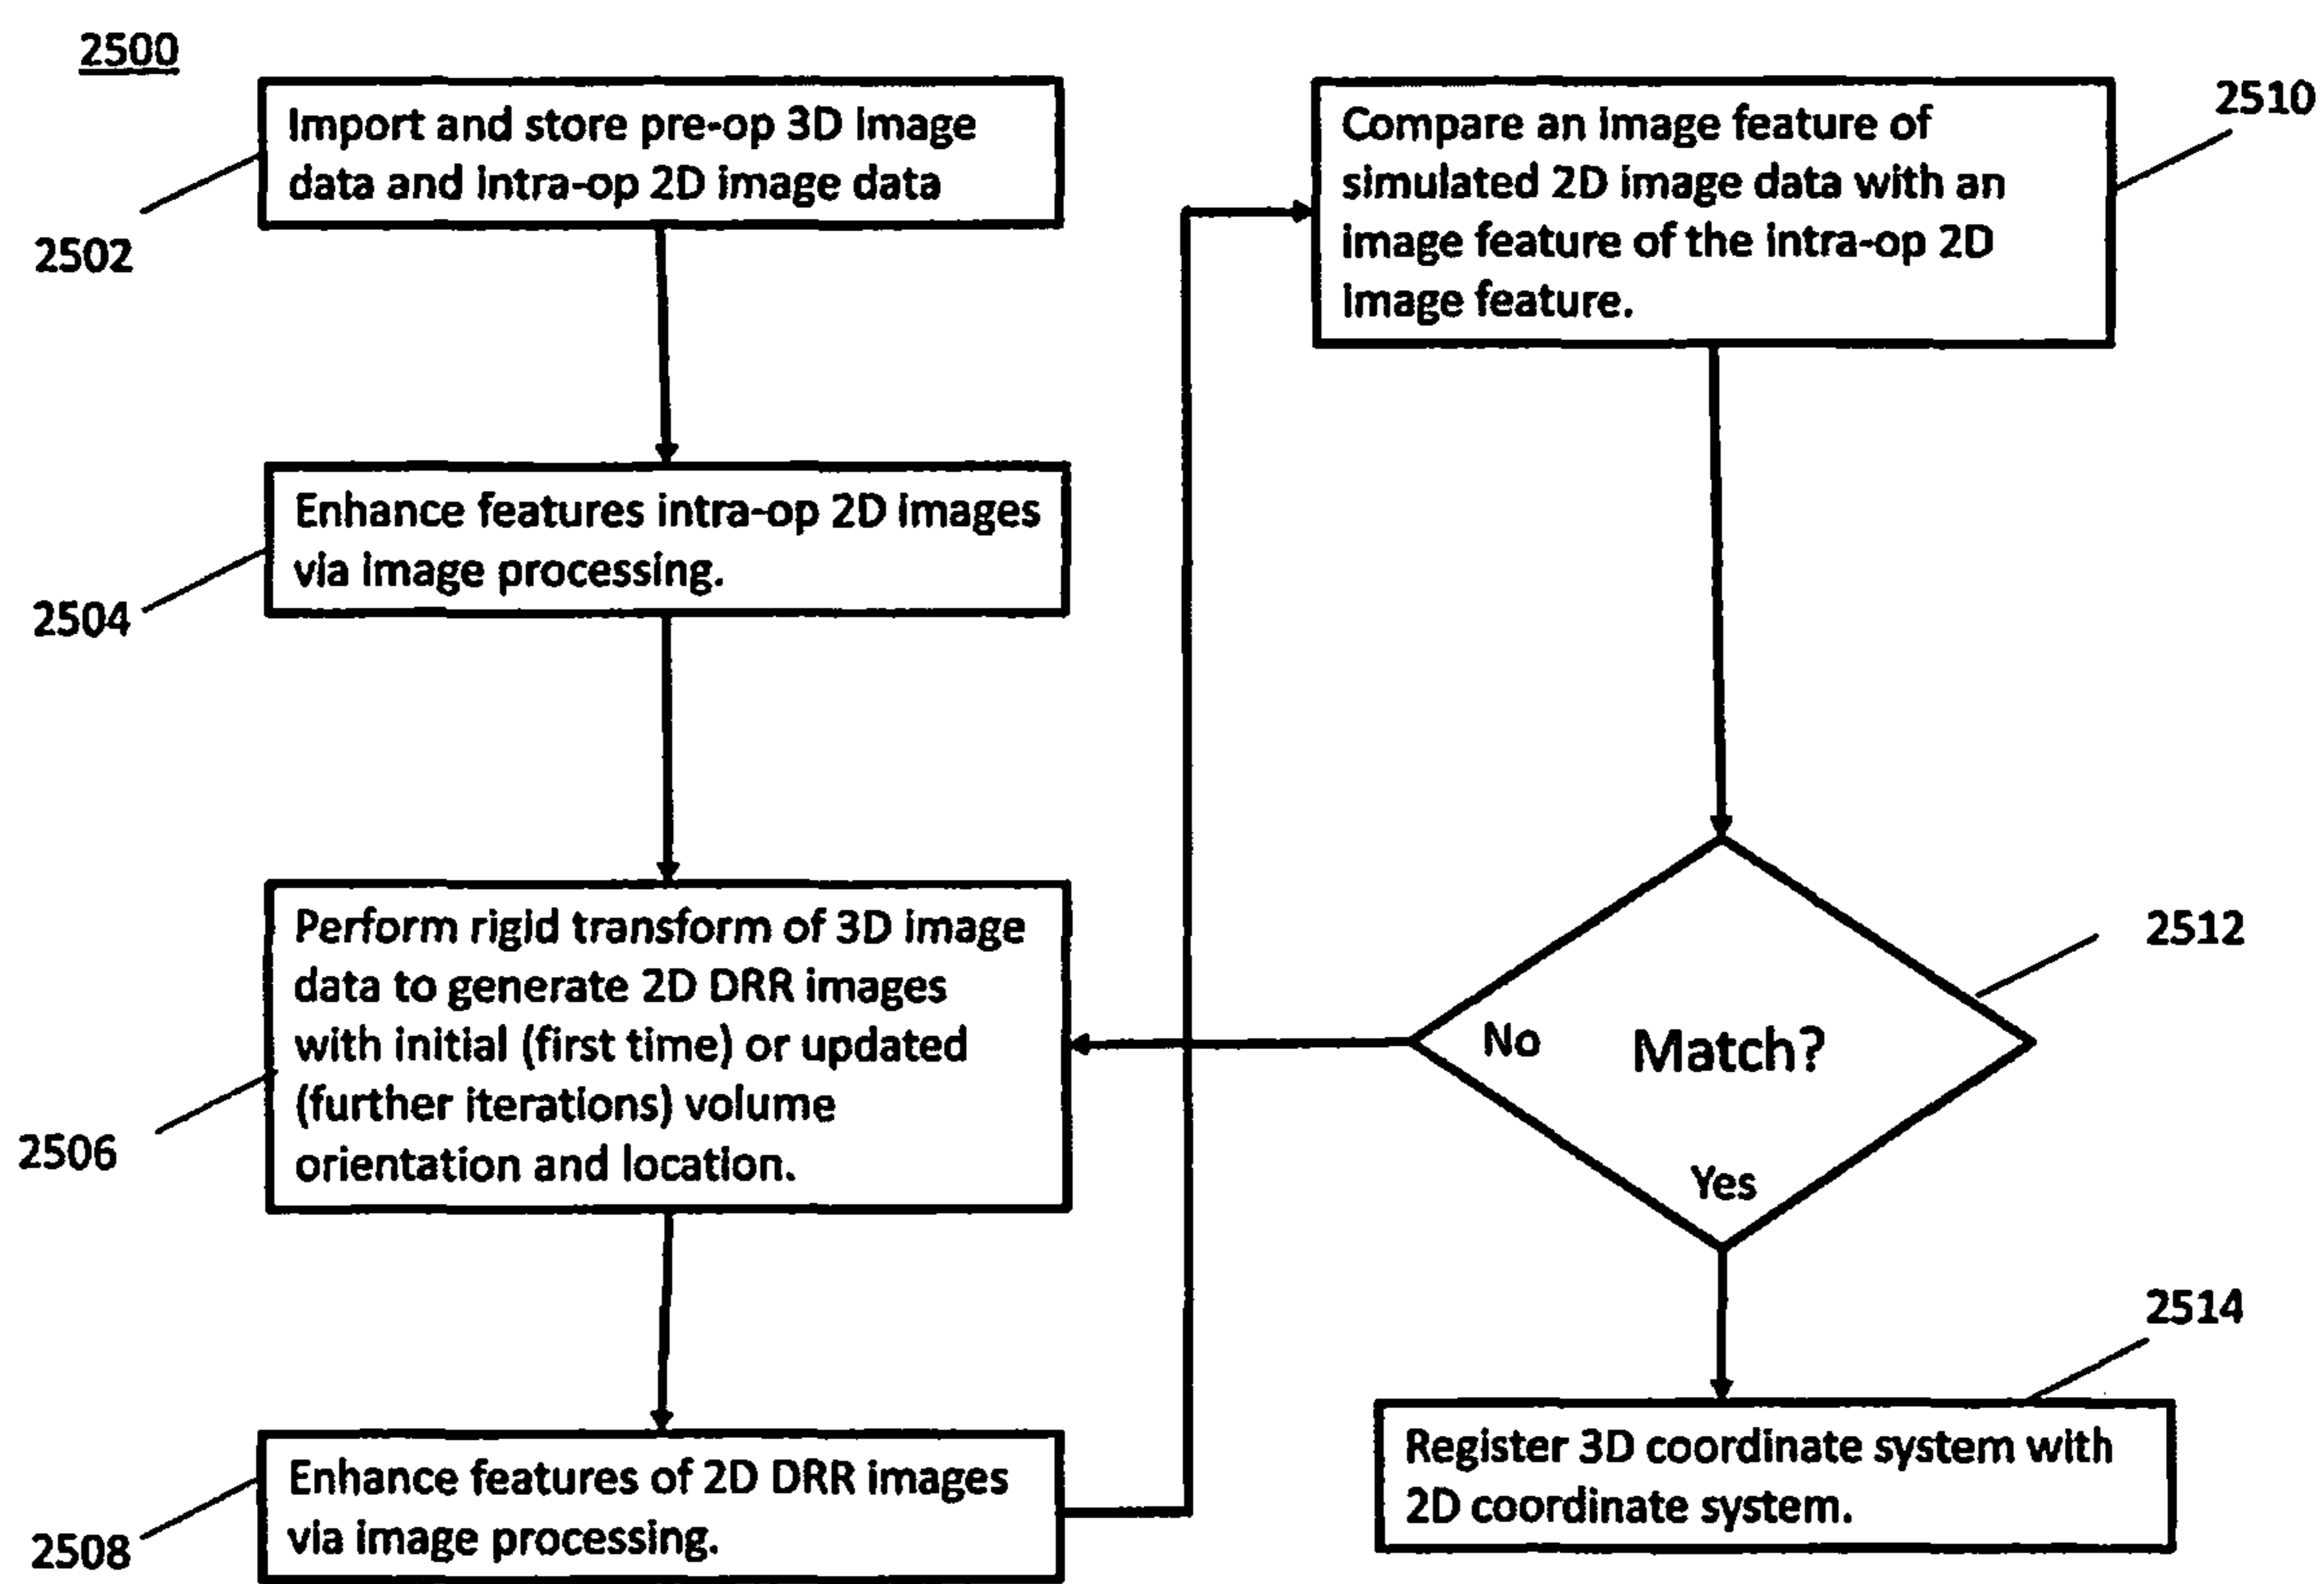 2500
Import and store pre-op 3D image
data and intra-op 2D image data
2502
Enhance features intra-op 2D images
via image processing.
2504
Perform rigid transform of 3D image
data to generate 2D DRR images
with initial (first time) or updated
(further iterations) volume
orientation and location.
2506
Enhance features of 2D DRR images
via image processing.
2508
Compare an image feature of
simulated 2D image data with an
image feature of the intra-op 2D
image feature.
2510
No
Match?
Yes
2512
2514
Register 3D coordinate system with
2D coordinate system.